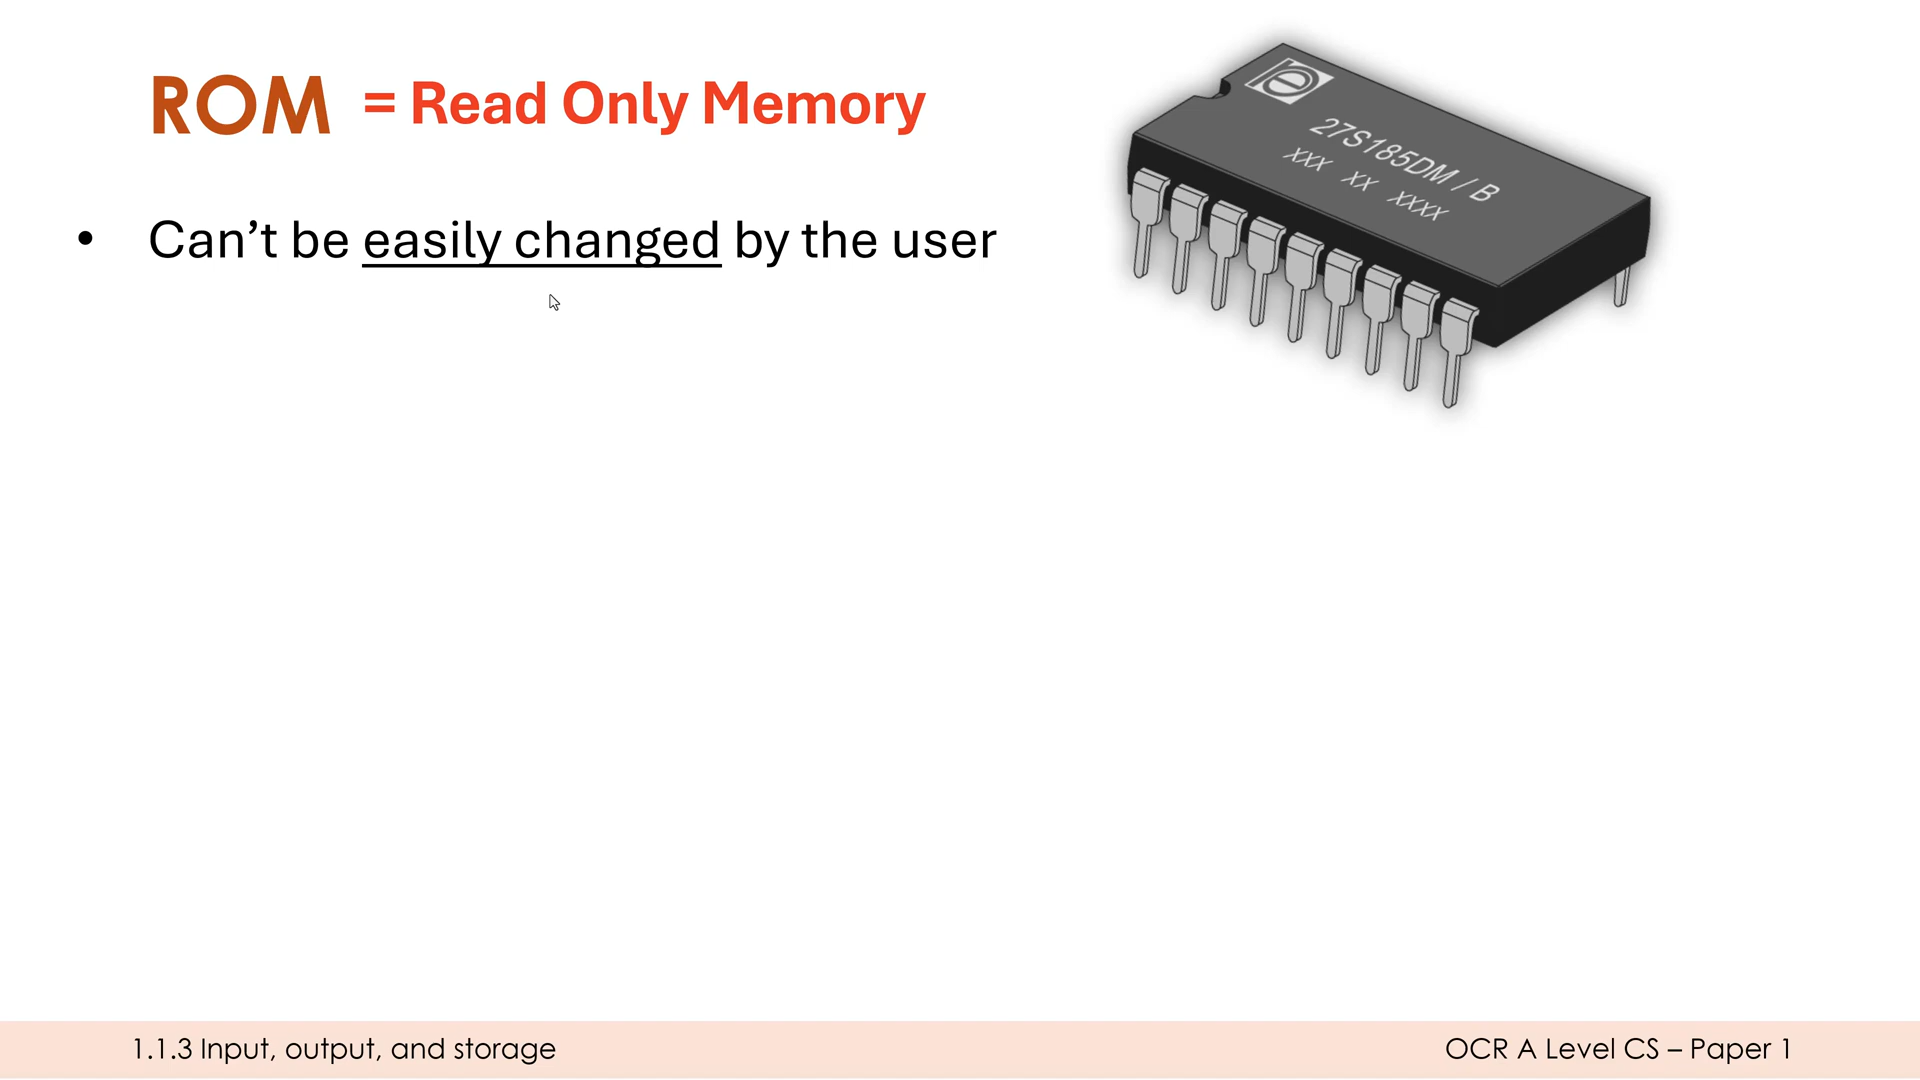 ROM = Read Only Memory
• Can’t be easily changed by the user
27S185DM / B
XXX XX XXXX
1.1.3 Input, output, and storage
OCR A Level CS – Paper 1